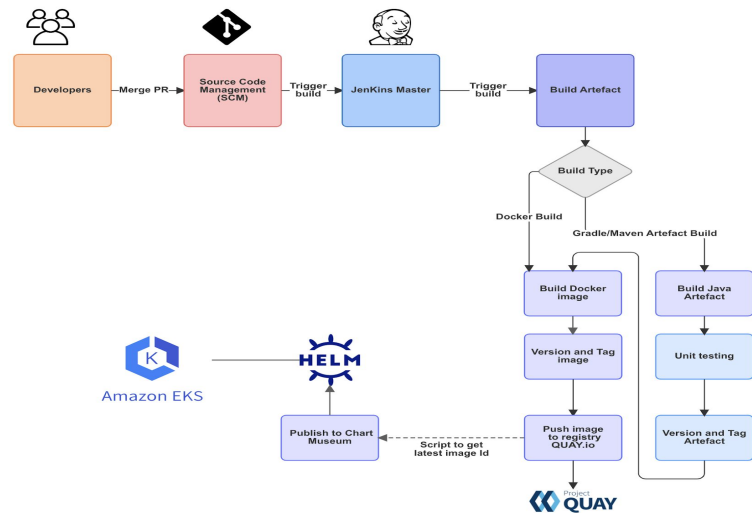 Developers
Merge PR
Source Code
Management
(SCM)
Trigger
build
JenKins Master
Trigger
build
Build Artefact
Build Type
Docker Build
Gradle/Maven Artefact Build
Build Docker
image
Build Java
Artefact
Version and Tag
image
Unit testing
K
HELM
Amazon EKS
Publish to Chart
Museum
Script to get
latest image Id
Push image
to registry
QUAY.io
Version and Tag
Artefact
Project
QUAY